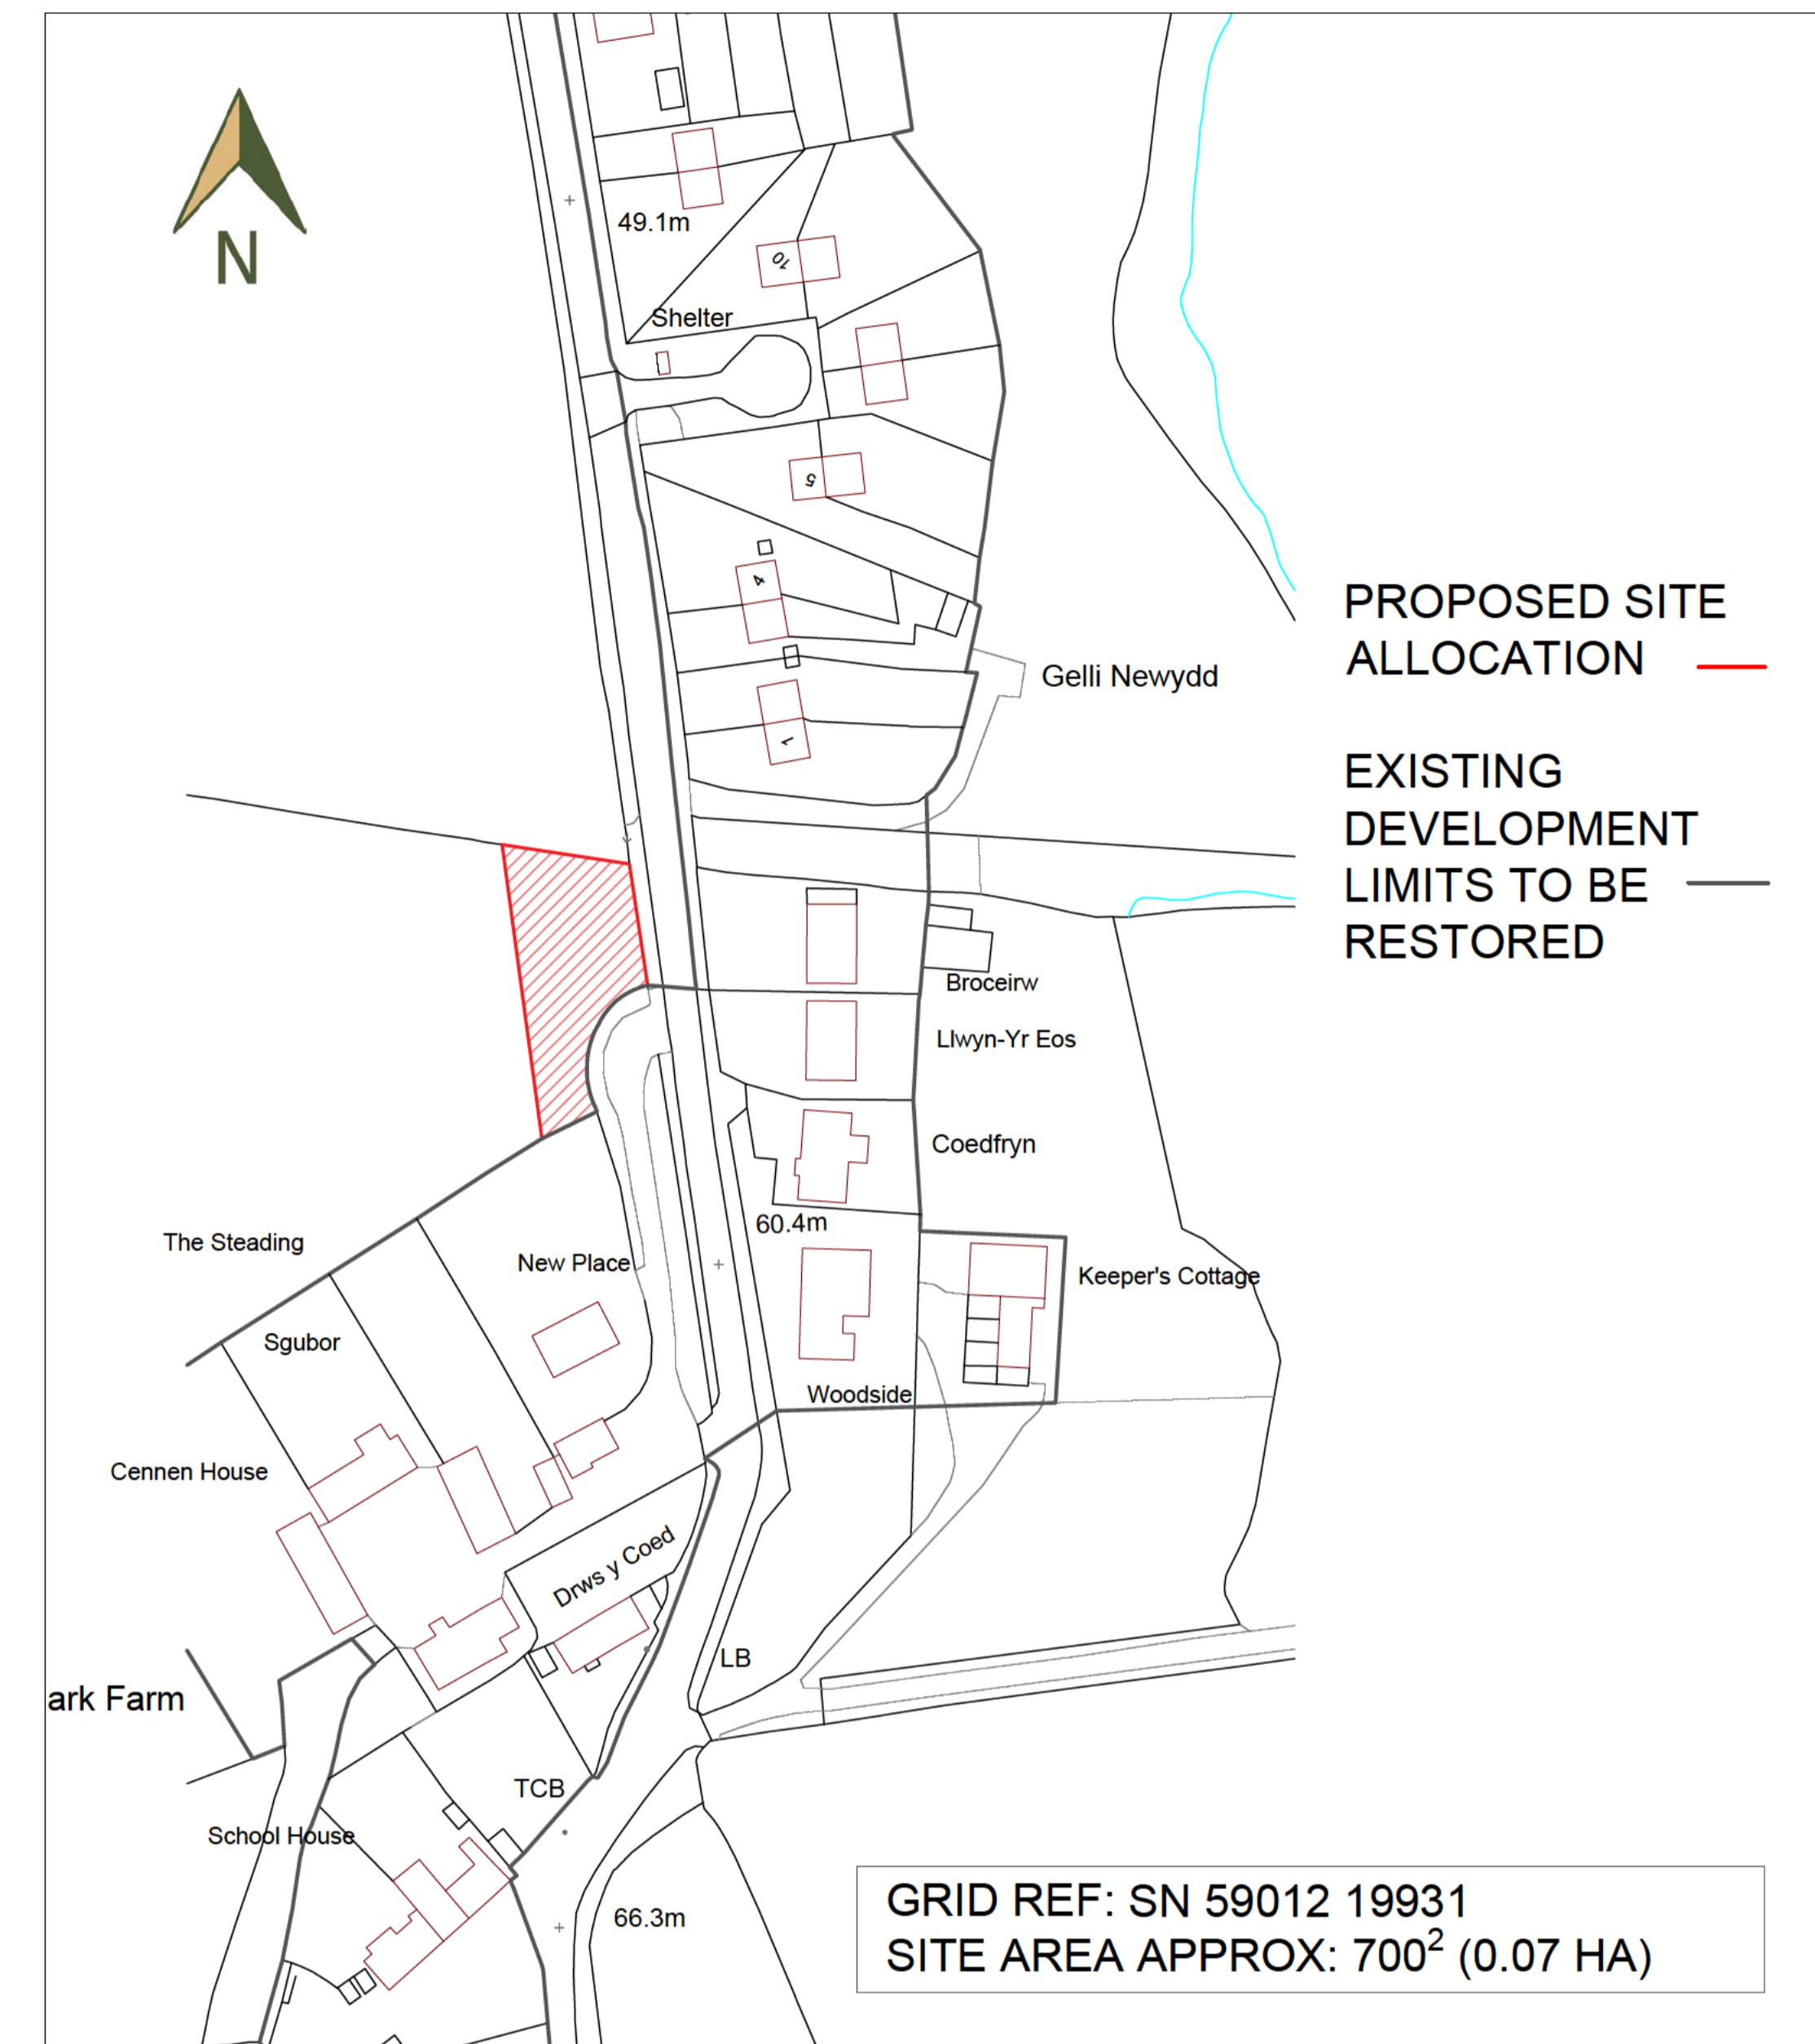 N
49.1m
10
Shelter
5
4
Gelli Newydd
1
PROPOSED SITE
ALLOCATION
EXISTING
DEVELOPMENT
LIMITS TO BE
RESTORED
Broceirw
Llwyn-Yr Eos
Coedfryn
60.4m
The Steading
New Place
Keeper's Cottage
Sgubor
Woodside
Cennen House
Drws y Coed
LB
ark Farm
TCB
School House
66.3m
GRID REF: SN 59012 19931
SITE AREA APPROX: 700² (0.07 HA)